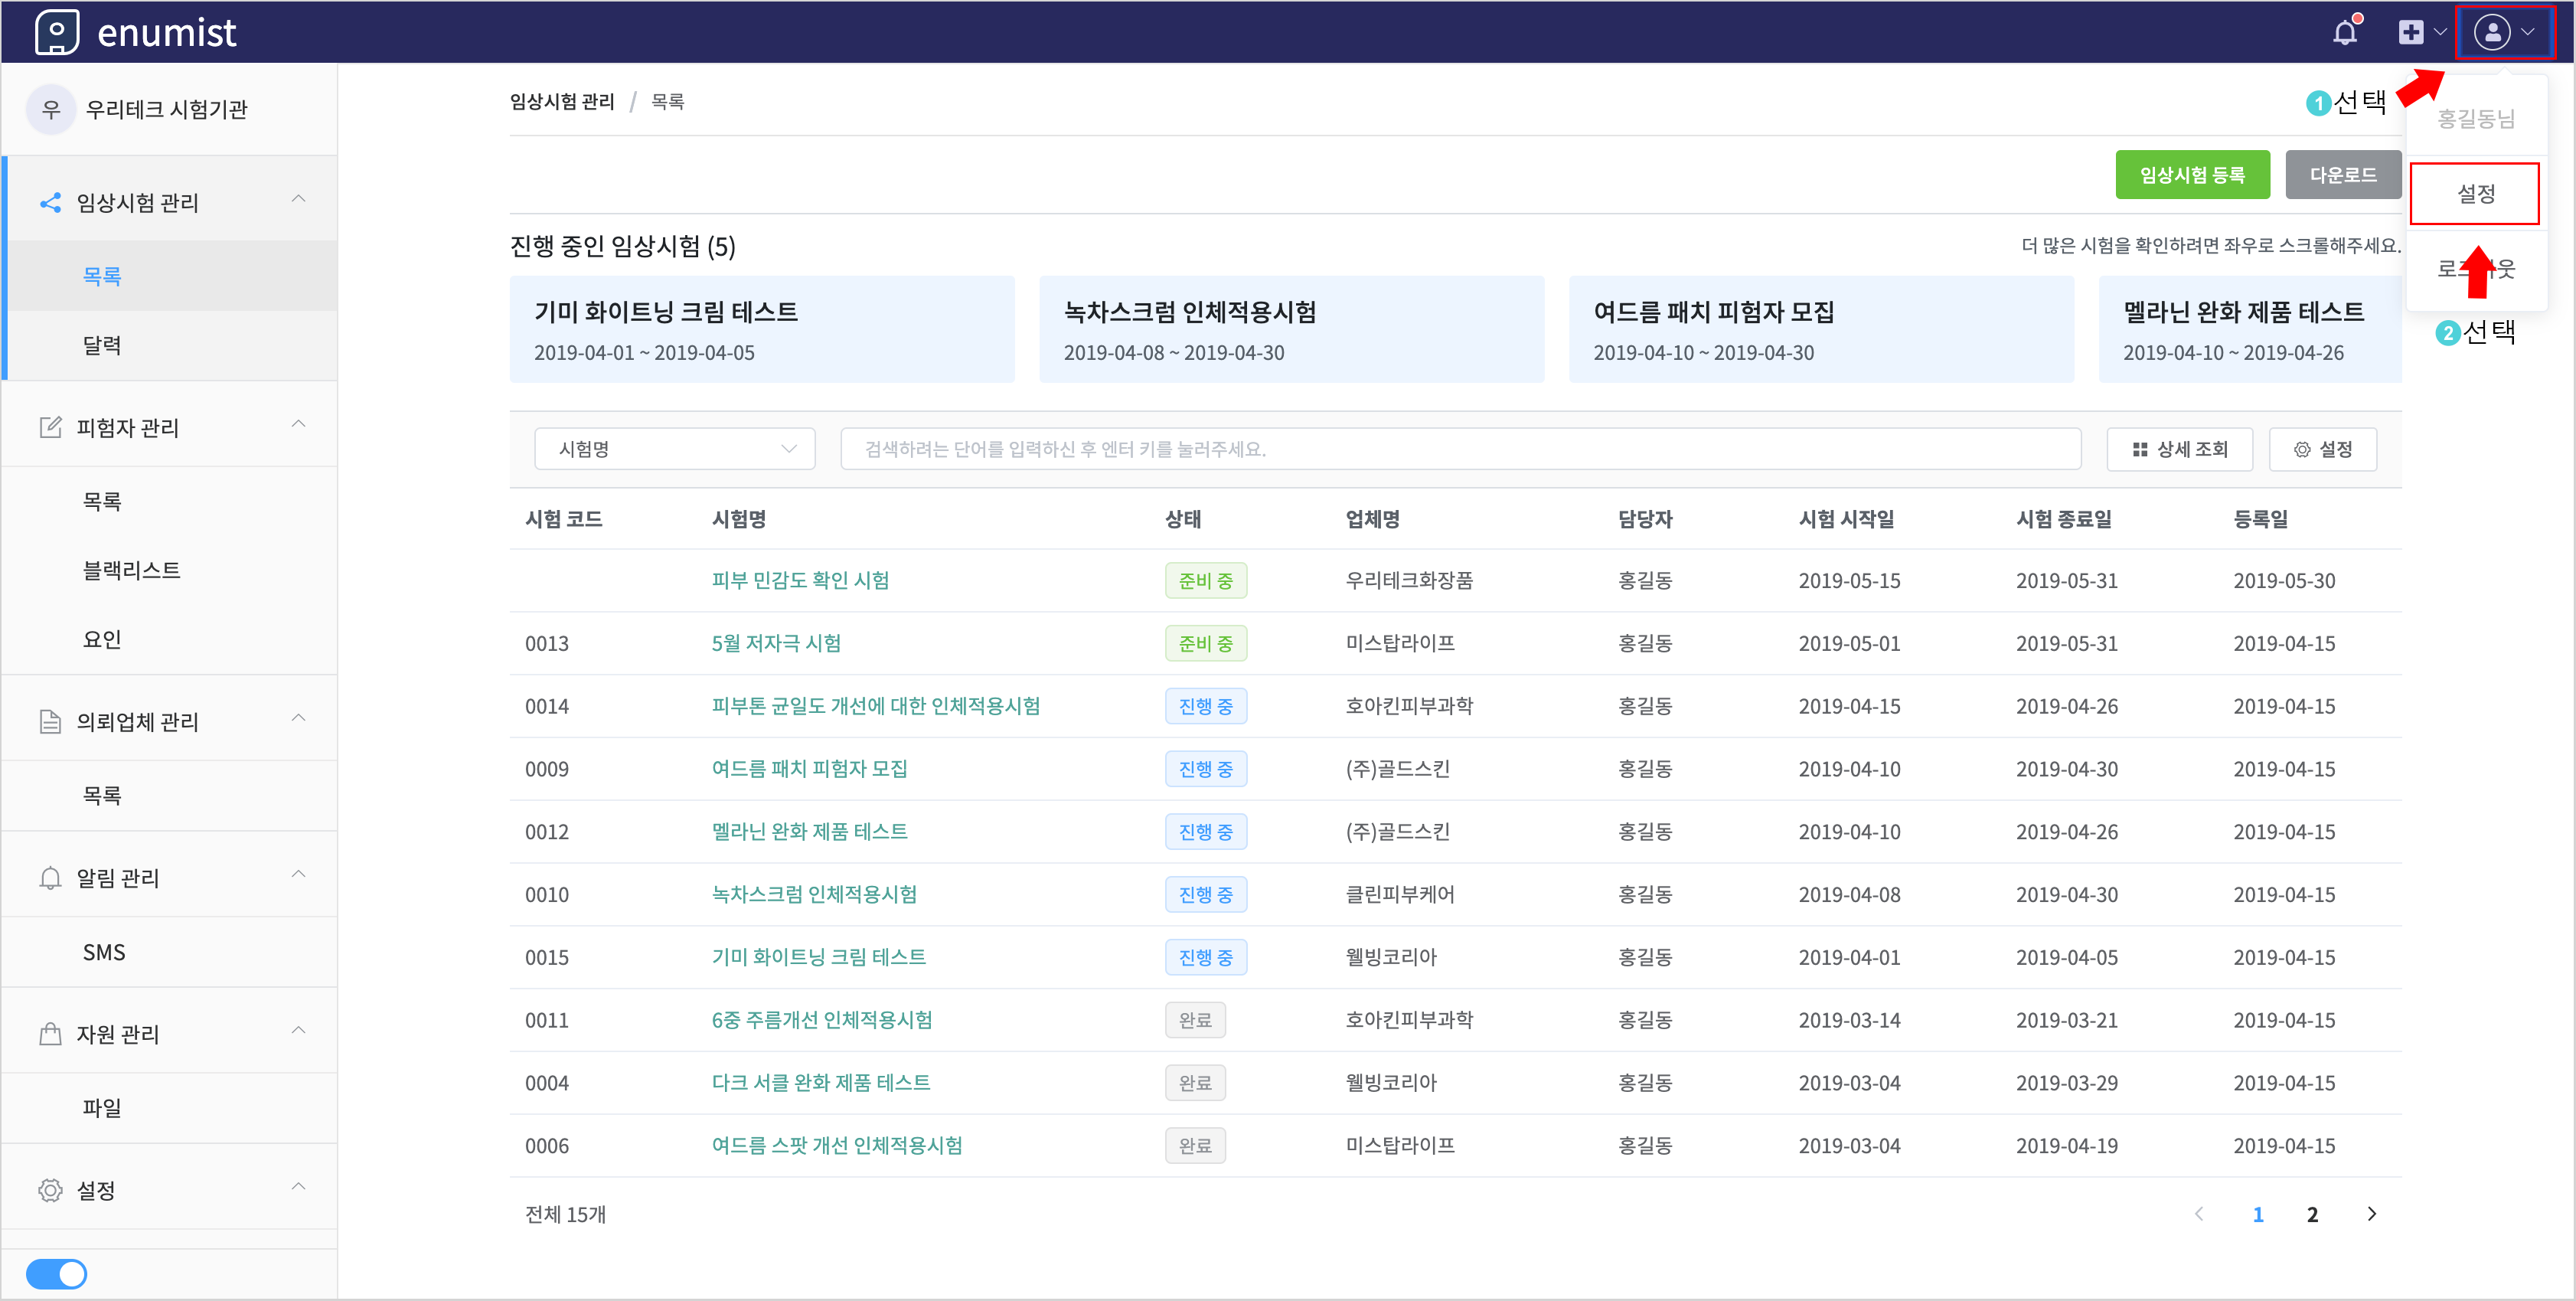 enumist
우 우리테크 시험기관
임상시험 관리
목록
달력
피험자 관리
목록
블랙리스트
요인
의뢰업체 관리
목록
알림 관리
SMS
자원 관리
파일
설정
임상시험 관리 / 목록
1 선택
홍길동님
설정
2 선택
임상시험 등록 다운로드
진행 중인 임상시험 (5) 더 많은 시험을 확인하려면 좌우로 스크롤해주세요.
기미 화이트닝 크림 테스트
2019-04-01 ~ 2019-04-05
녹차스크럼 인체적용시험
2019-04-08 ~ 2019-04-30
여드름 패치 피험자 모집
2019-04-10 ~ 2019-04-30
멜라닌 완화 제품 테스트
2019-04-10 ~ 2019-04-26
시험명 검색하려는 단어를 입력하신 후 엔터 키를 눌러주세요. 상세 조회 설정
시험 코드 시험명 상태 업체명 담당자 시험 시작일 시험 종료일 등록일
피부 민감도 확인 시험 준비 중 우리테크화장품 홍길동 2019-05-15 2019-05-31 2019-05-30
0013 5월 저자극 시험 준비 중 미스탑라이프 홍길동 2019-05-01 2019-05-31 2019-04-15
0014 피부톤 균일도 개선에 대한 인체적용시험 진행 중 호아킨피부과학 홍길동 2019-04-15 2019-04-26 2019-04-15
0009 여드름 패치 피험자 모집 진행 중 (주)골드스킨 홍길동 2019-04-10 2019-04-30 2019-04-15
0012 멜라닌 완화 제품 테스트 진행 중 (주)골드스킨 홍길동 2019-04-10 2019-04-26 2019-04-15
0010 녹차스크럼 인체적용시험 진행 중 클린피부케어 홍길동 2019-04-08 2019-04-30 2019-04-15
0015 기미 화이트닝 크림 테스트 진행 중 웰빙코리아 홍길동 2019-04-01 2019-04-05 2019-04-15
0011 6중 주름개선 인체적용시험 완료 호아킨피부과학 홍길동 2019-03-14 2019-03-21 2019-04-15
0004 다크 서클 완화 제품 테스트 완료 웰빙코리아 홍길동 2019-03-04 2019-03-29 2019-04-15
0006 여드름 스팟 개선 인체적용시험 완료 미스탑라이프 홍길동 2019-03-04 2019-04-19 2019-04-15
전체 15개 1 2